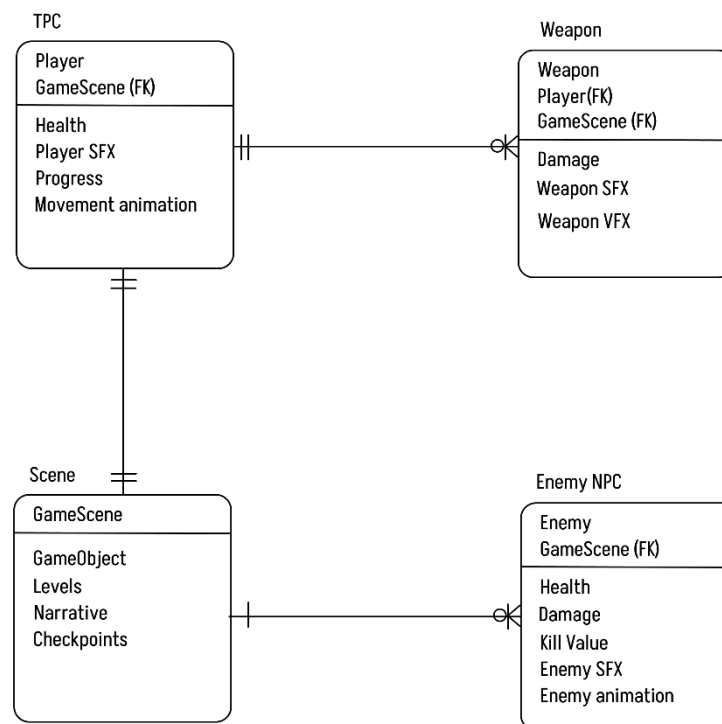 TPC
Player
GameScene (FK)
Health
Player SFX
Progress
Movement animation
Weapon
Weapon
Player(FK)
GameScene (FK)
Damage
Weapon SFX
Weapon VFX
Scene
GameScene
GameObject
Levels
Narrative
Checkpoints
Enemy NPC
Enemy
GameScene (FK)
Health
Damage
Kill Value
Enemy SFX
Enemy animation